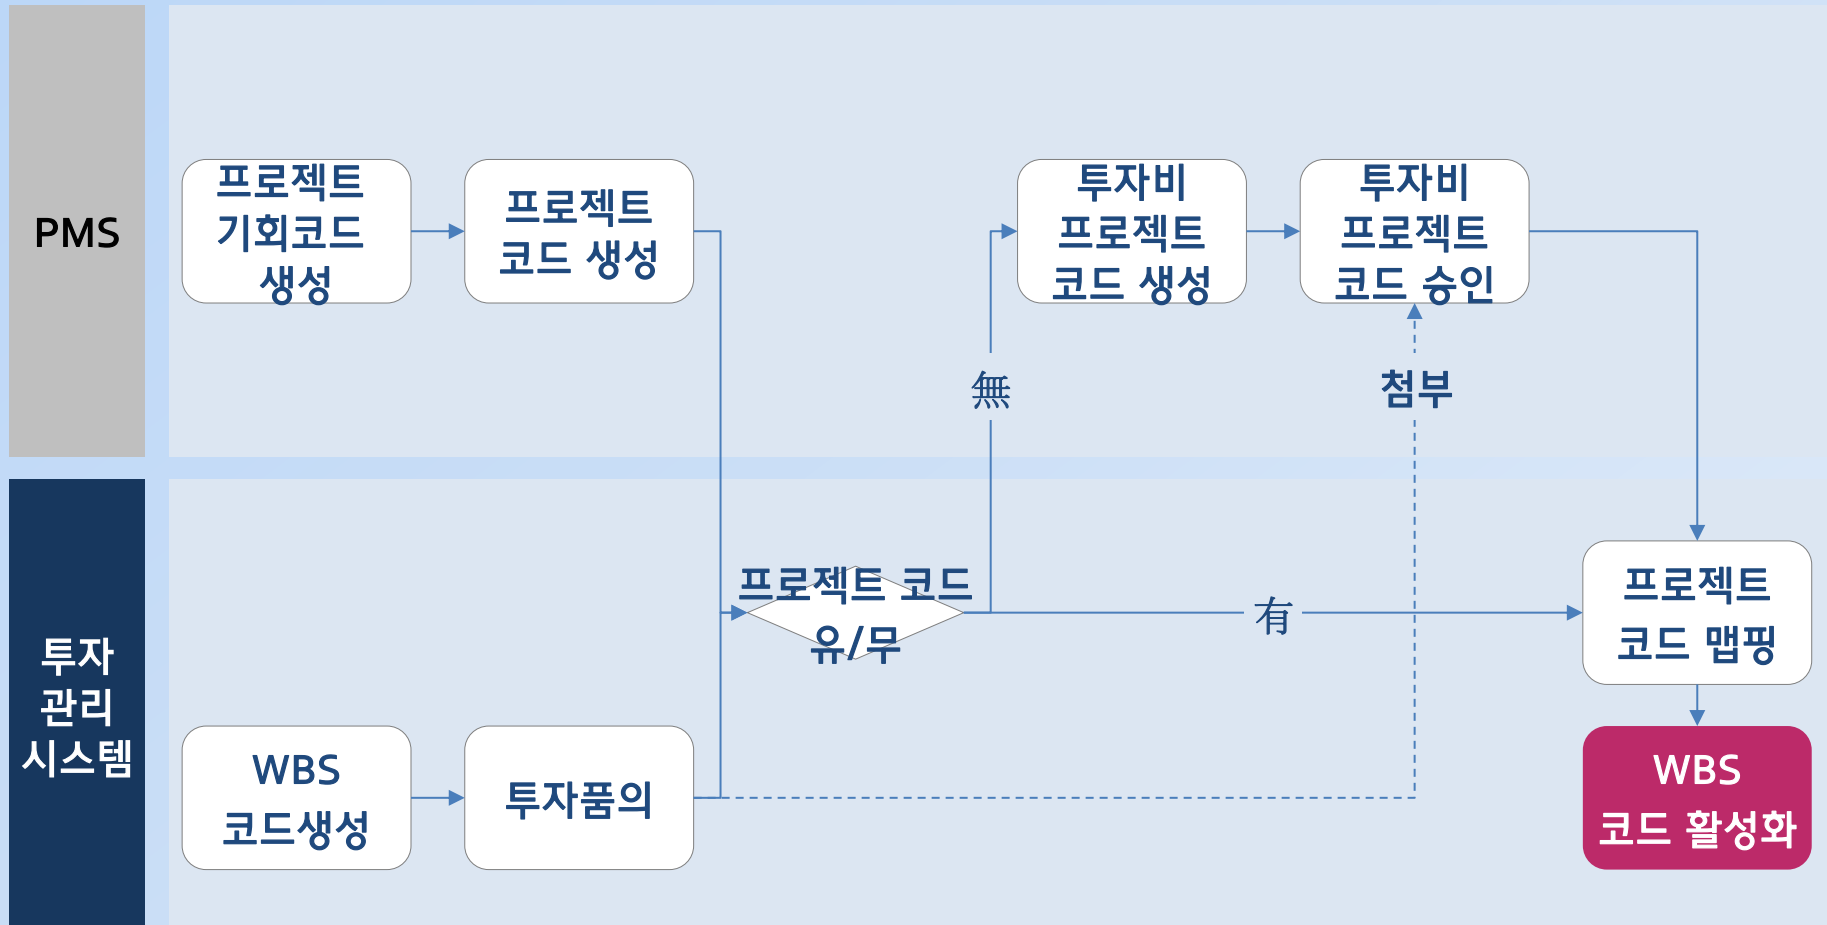 PMS
프로젝트
기회코드
생성
프로젝트
코드 생성
투자비
프로젝트
코드 생성
투자비
프로젝트
코드 승인
無
첨부
투자
관리
시스템
프로젝트 코드
유/무
有
프로젝트
코드 맵핑
WBS
코드생성
투자품의
WBS
코드 활성화